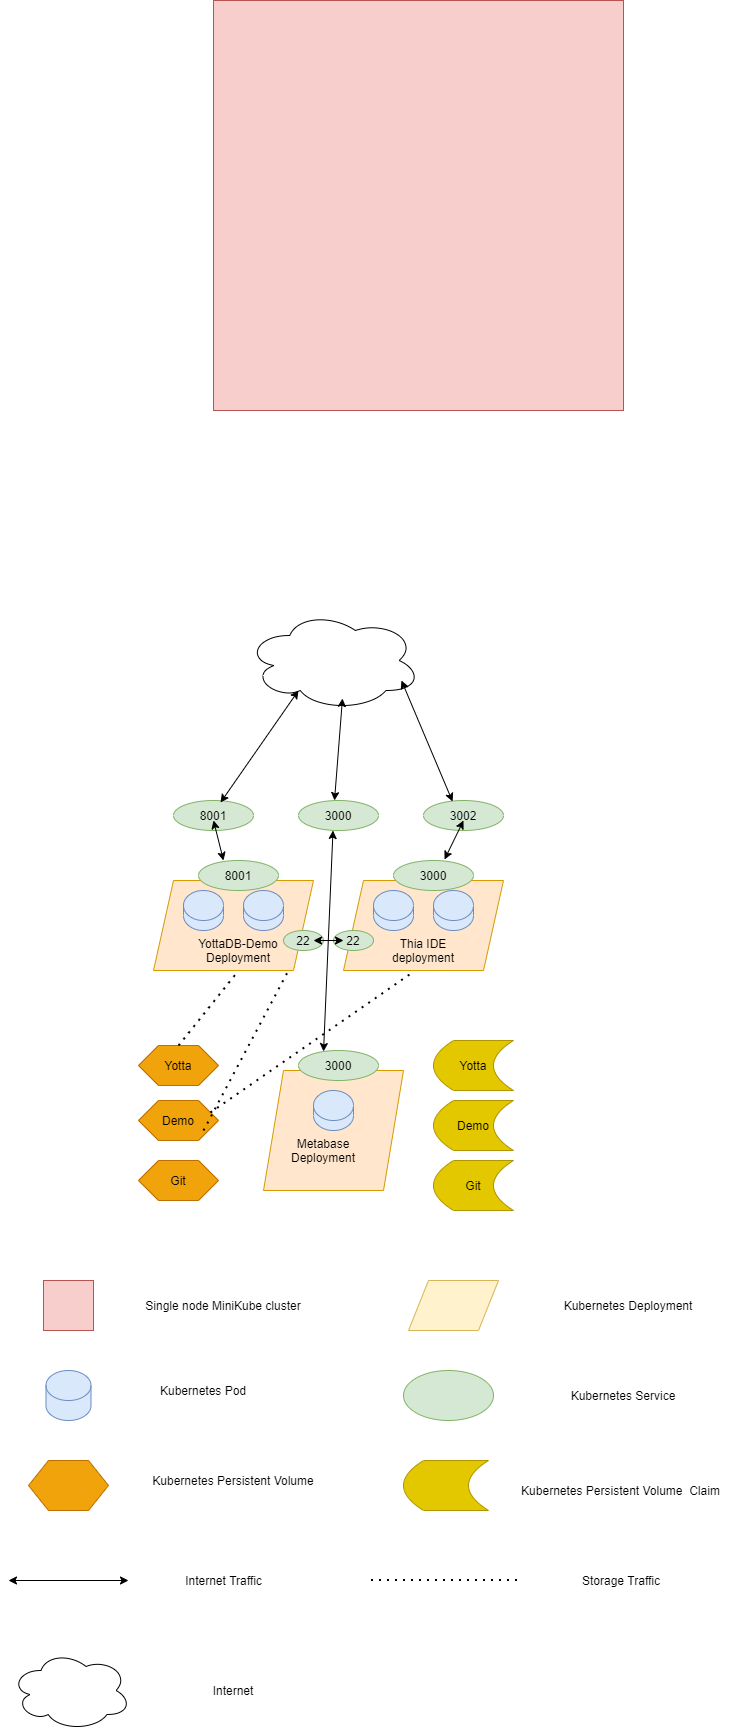 8001
3000
3002
8001
3000
YottaDB-Demo
Deployment
22
22
Thia IDE
deployment
Yotta
3000
Yotta
Demo
Metabase
Deployment
Demo
Git
Git
Single node MiniKube cluster
Kubernetes Deployment
Kubernetes Pod
Kubernetes Service
Kubernetes Persistent Volume
Kubernetes Persistent Volume  Claim
Internet Traffic
Storage Traffic
Internet